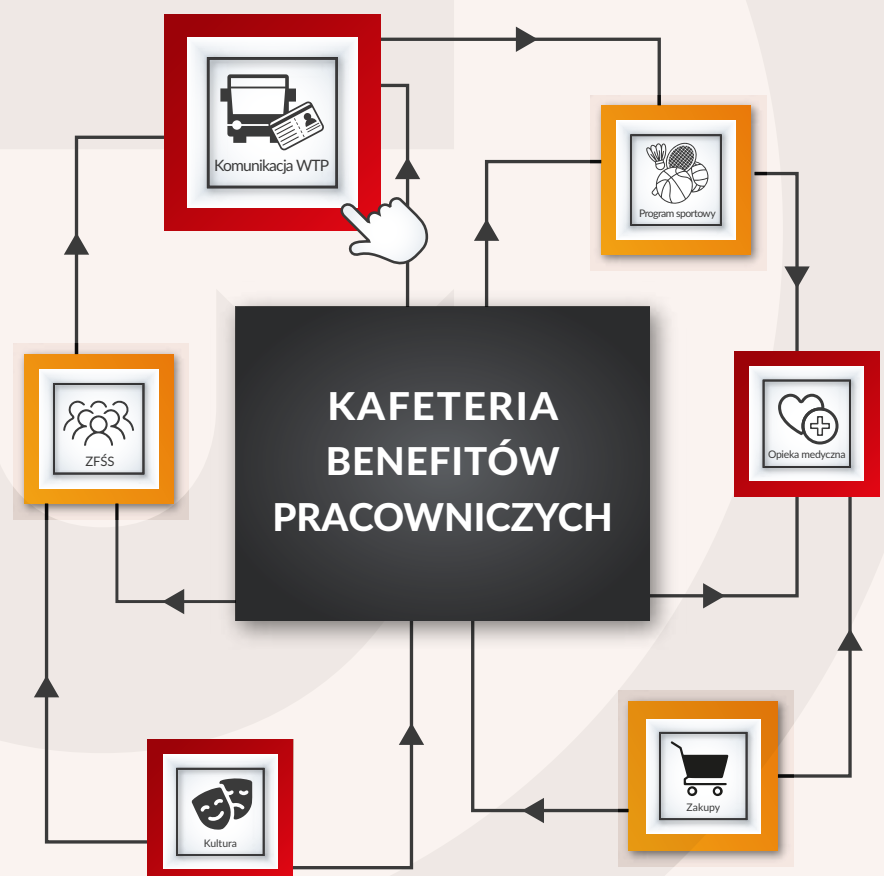 Komunikacja WTP
Program sportowy
KAFETERIA
BENEFITÓW
PRACOWNICZYCH
ZFŚS
Opieka medyczna
Kultura
Zakupy